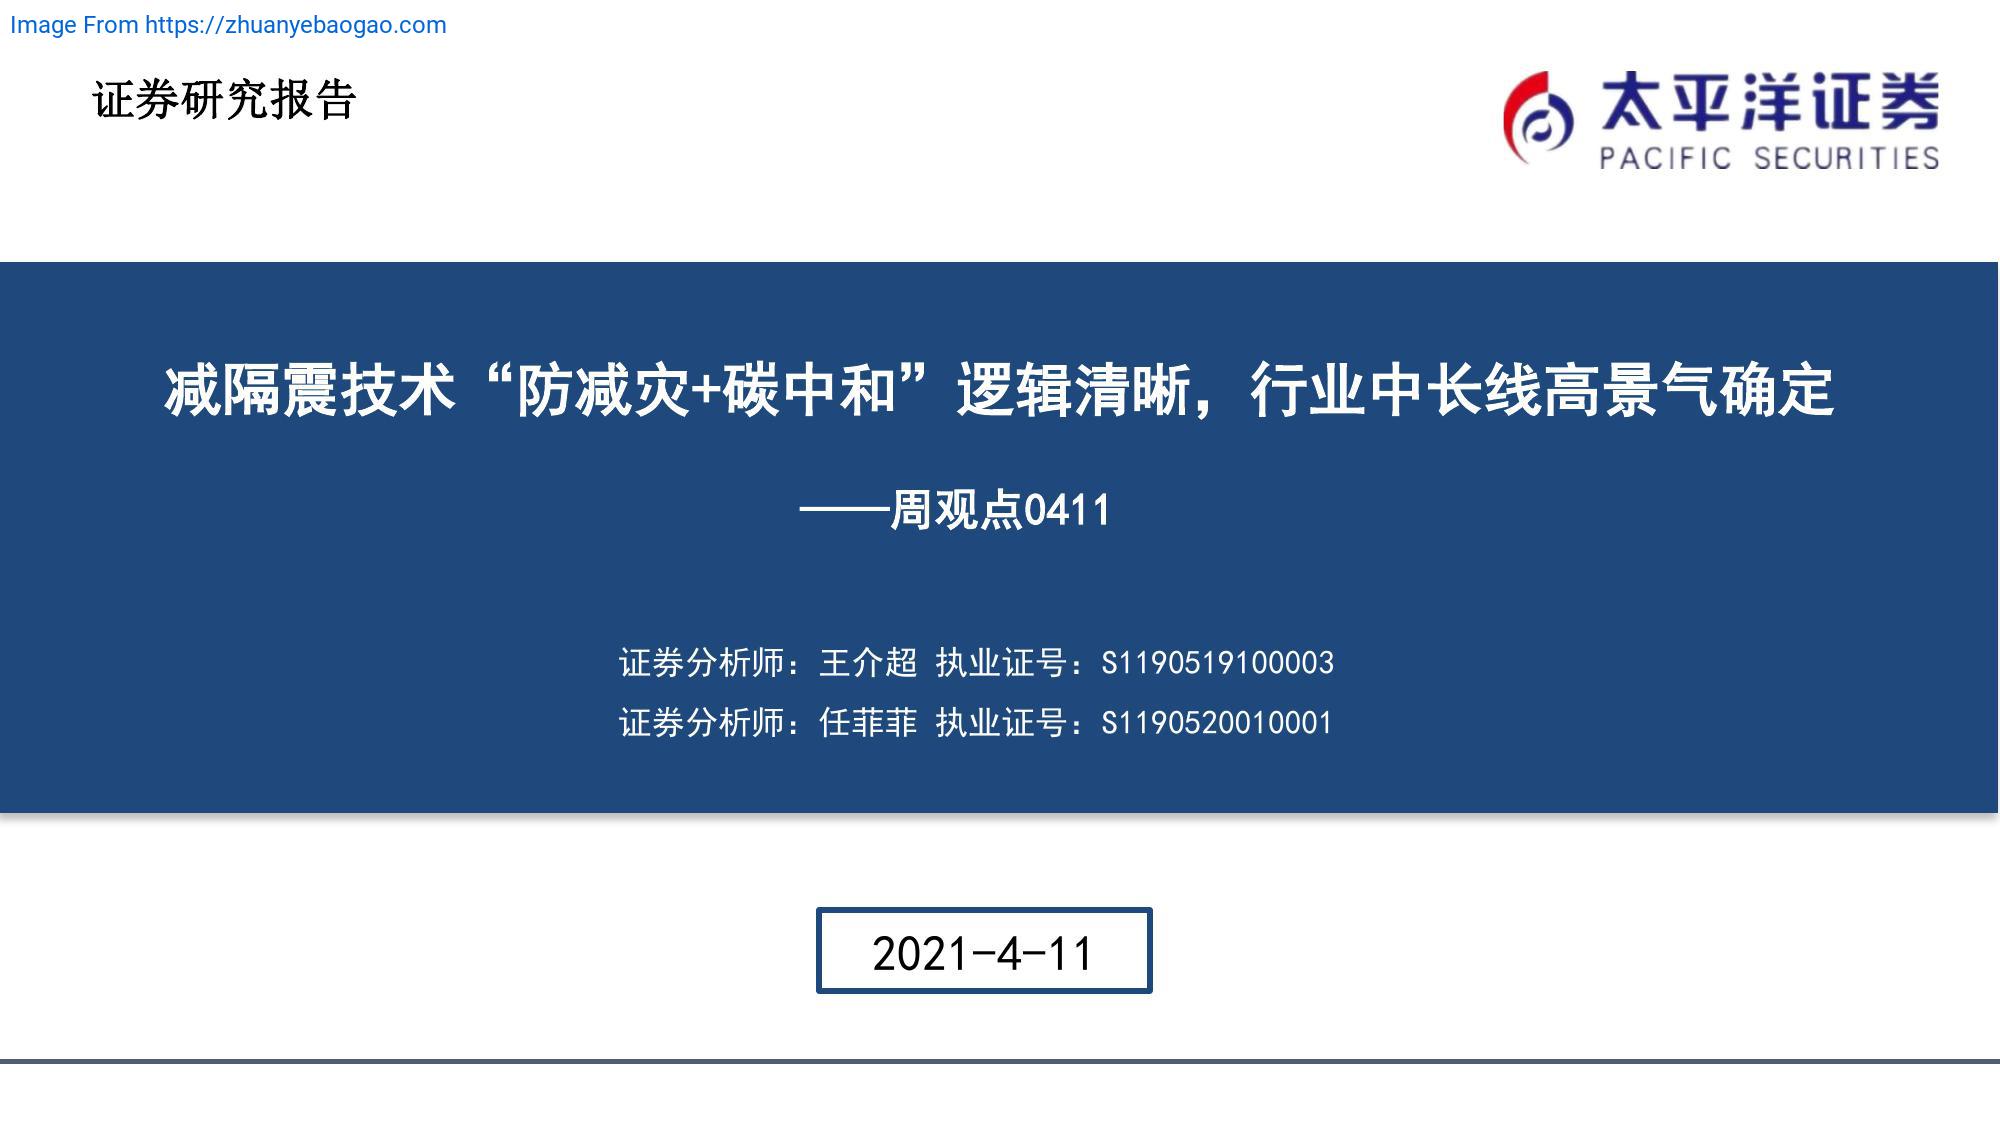 Image From https://zhuanyebaogao.com
证券研究报告
太平洋证券
PACIFIC SECURITIES
减隔震技术“防减灾+碳中和”逻辑清晰，行业中长线高景气确定
——周观点0411
证券分析师：王介超 执业证号：S1190519100003
证券分析师：任菲菲 执业证号：S1190520010001
2021-4-11